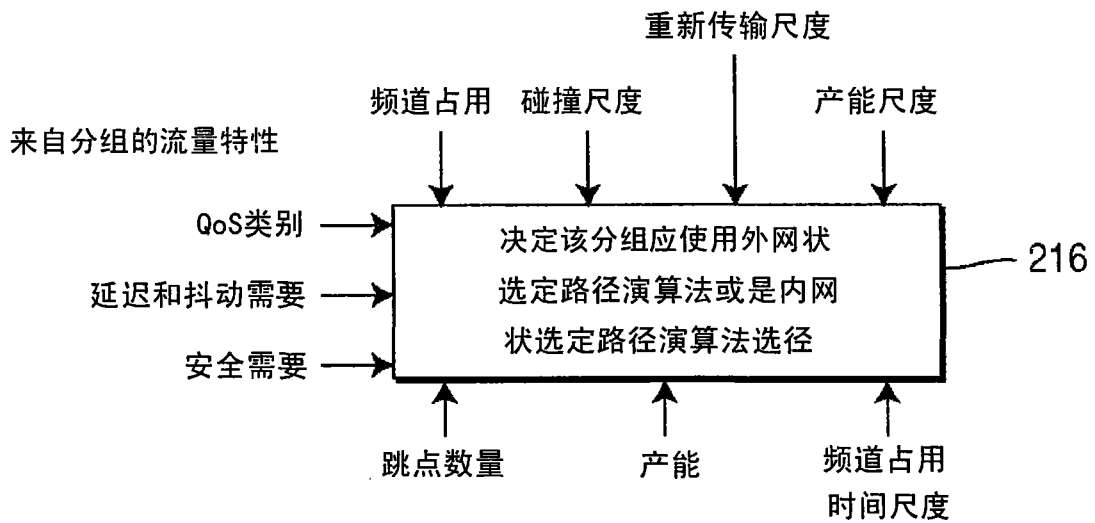 重新传输尺度
频道占用
碰撞尺度
产能尺度
来自分组的流量特性
QoS类别
延迟和抖动需要
安全需要
决定该分组应使用外网状
选定路径演算法或是内网
状选定路径演算法选径
216
跳点数量
产能
频道占用
时间尺度